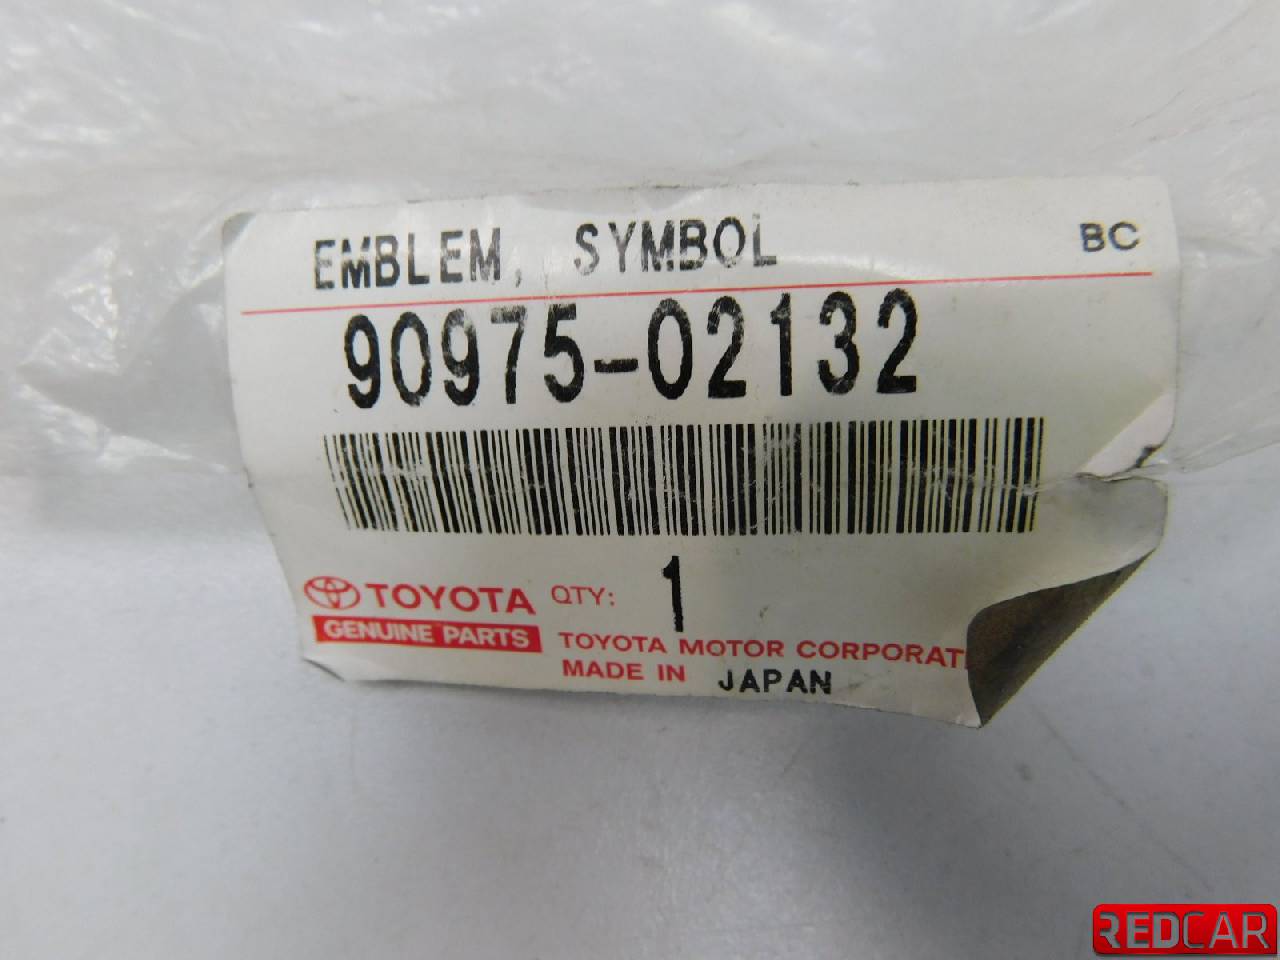 EMBLEM, SYMBOL BC
90975-02132
TOYOTA QTY: 1
GENUINE PARTS TOYOTA MOTOR CORPORAT
MADE IN JAPAN
REDCAR